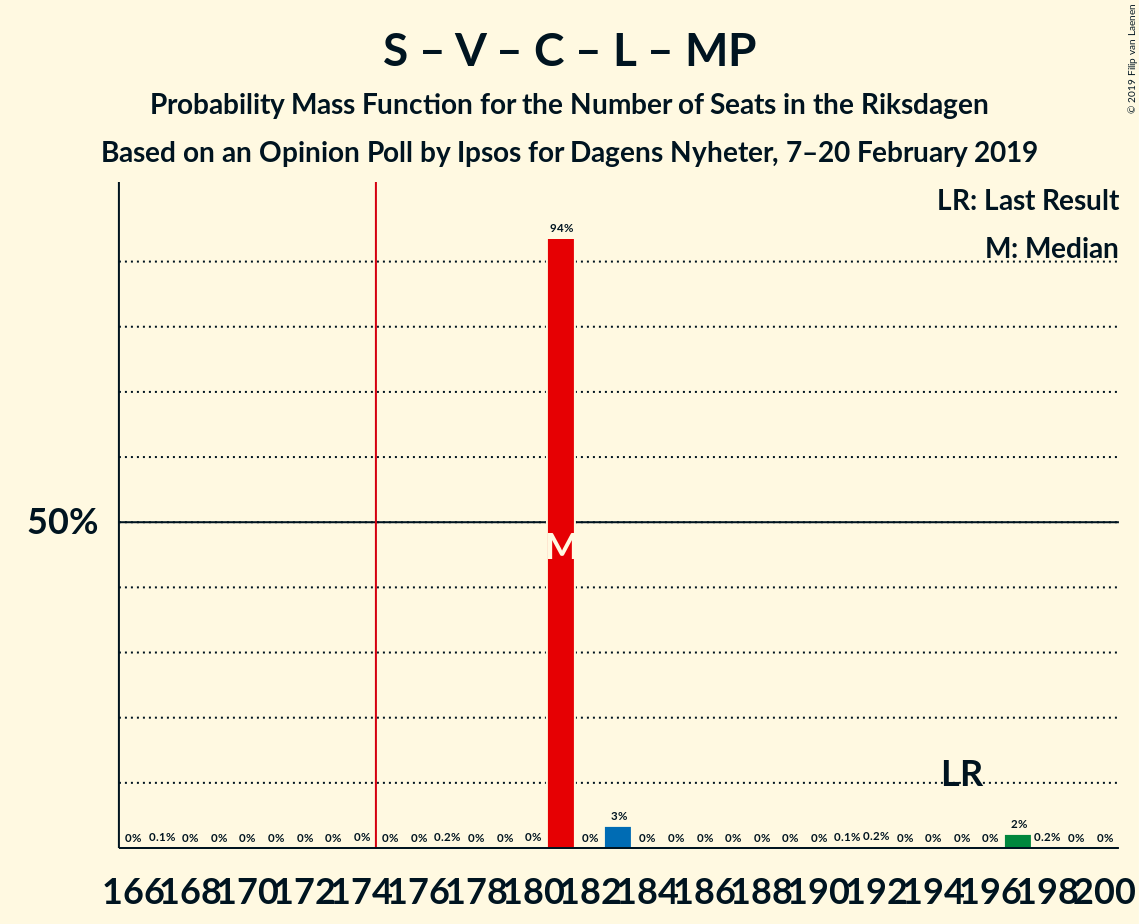 S – V – C – L – MP
Probability Mass Function for the Number of Seats in the Riksdagen
Based on an Opinion Poll by Ipsos for Dagens Nyheter, 7–20 February 2019
© 2019 Filip van Laenen
LR: Last Result
M: Median
94%
50%
M
LR
3%
2%
0% 0.1% 0% 0% 0% 0% 0% 0% 0% 0% 0% 0.2% 0% 0% 0% 0% 0% 0% 0% 0% 0% 0% 0% 0.1% 0.2% 0% 0% 0% 0% 0.2% 0% 0%
166 168 170 172 174 176 178 180 182 184 186 188 190 192 194 196 198 200